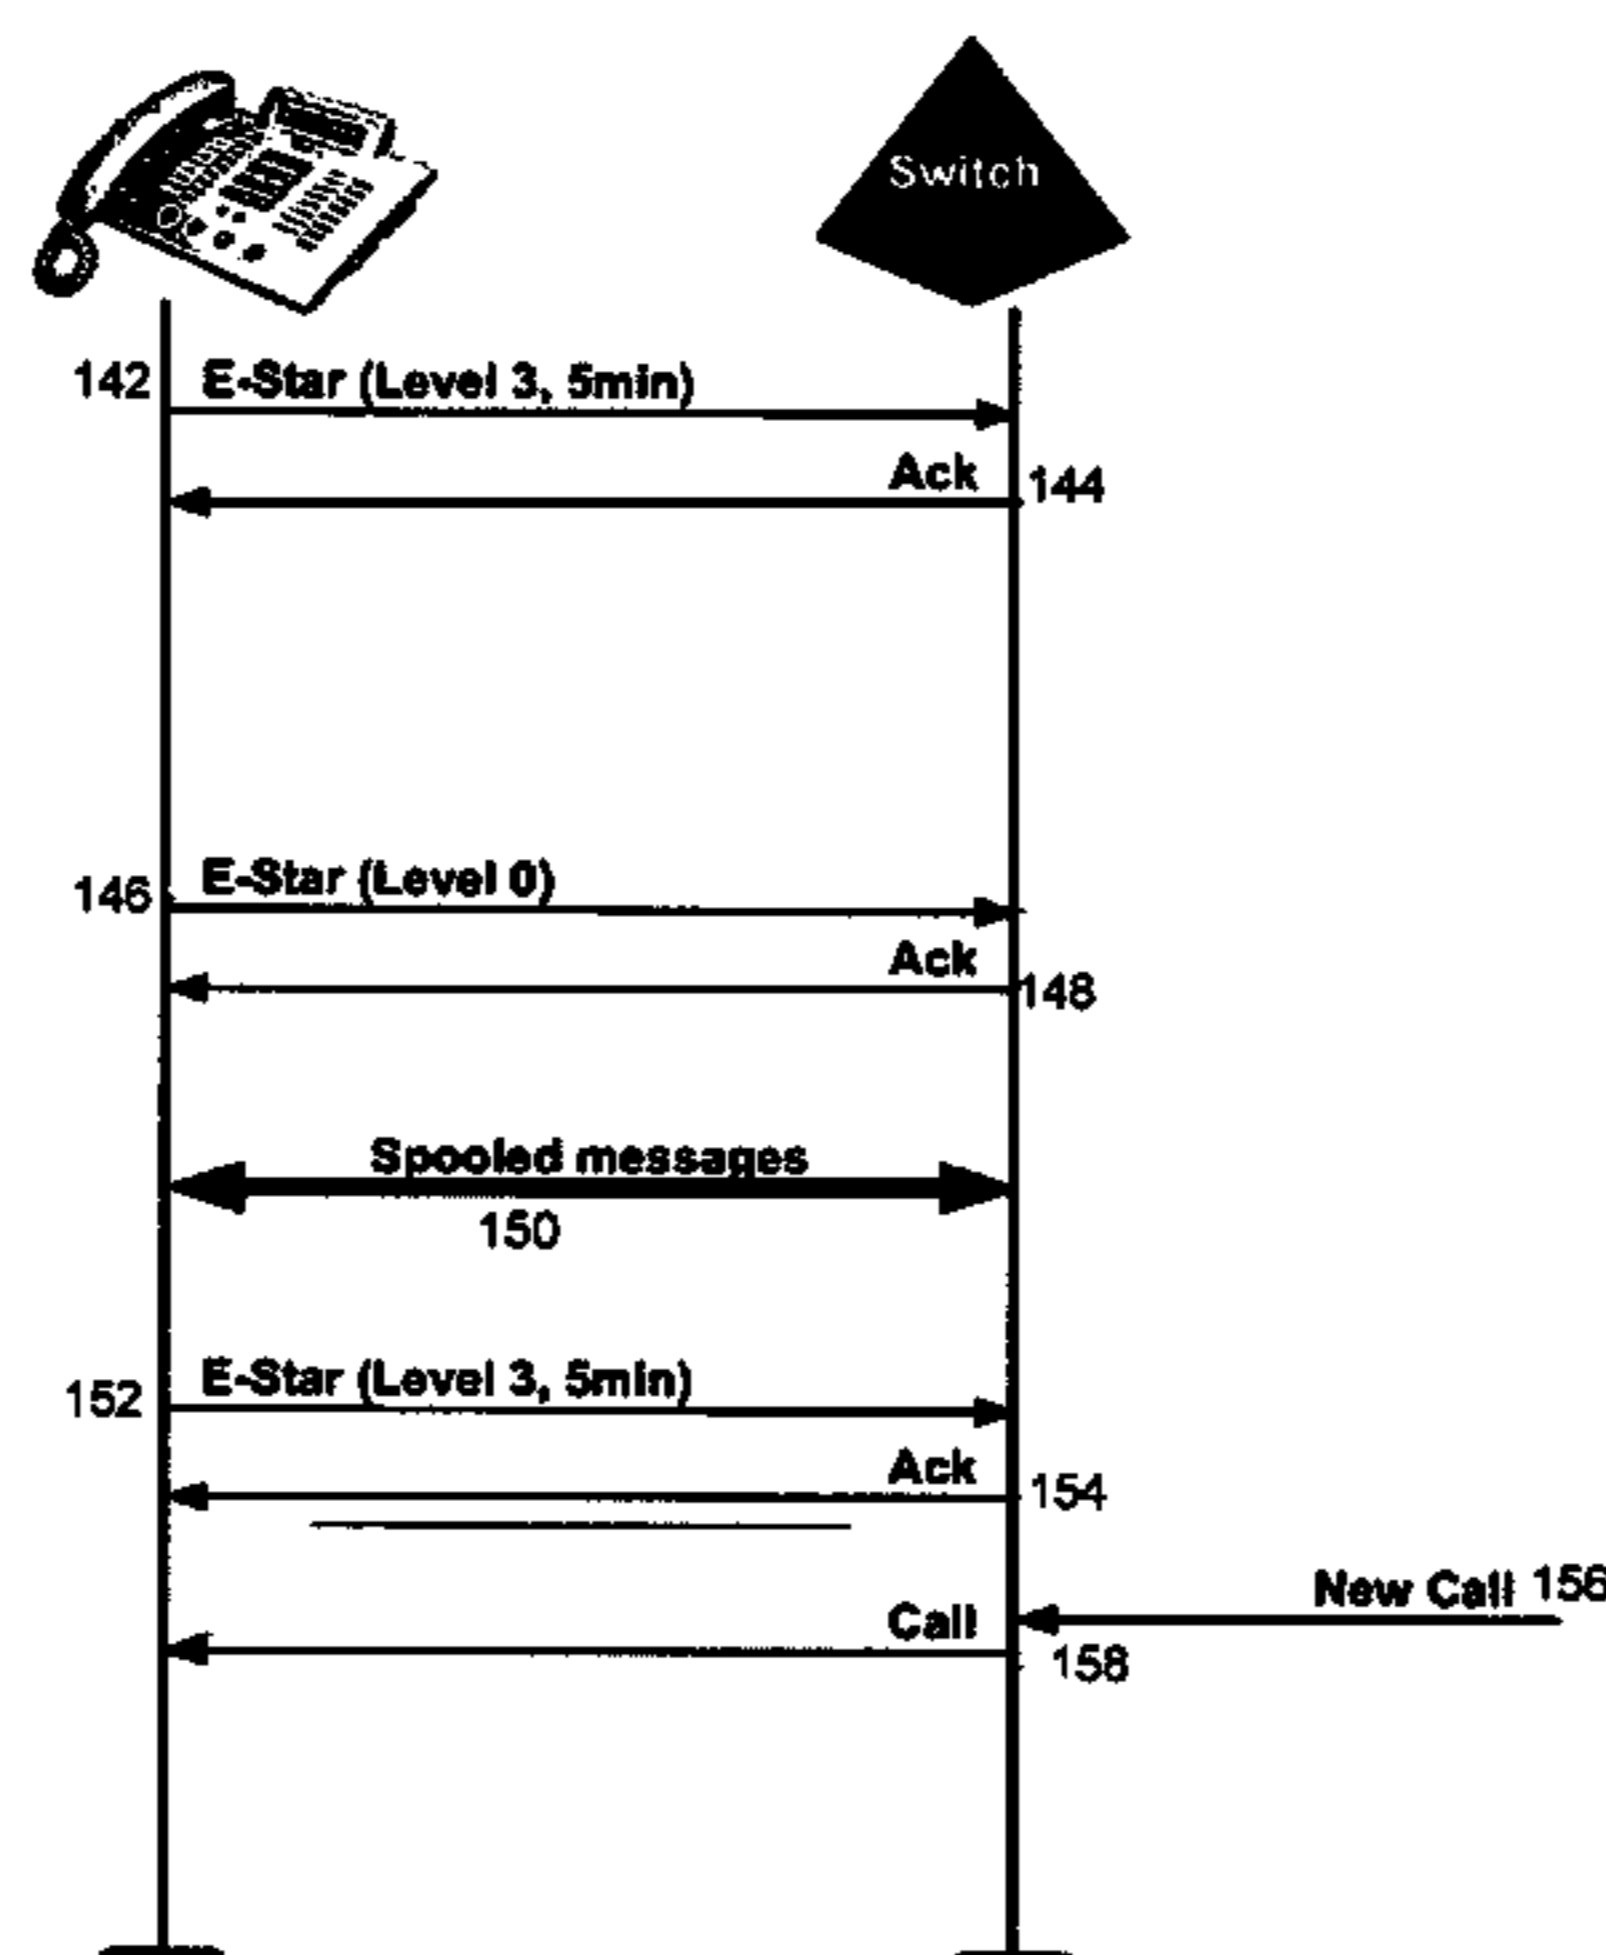 Switch
142 E-Star (Level 3, 5min)
Ack 144
146 E-Star (Level 0)
Ack 148
Spooled messages
150
152 E-Star (Level 3, 5min)
Ack 154
New Call 156
Call 158